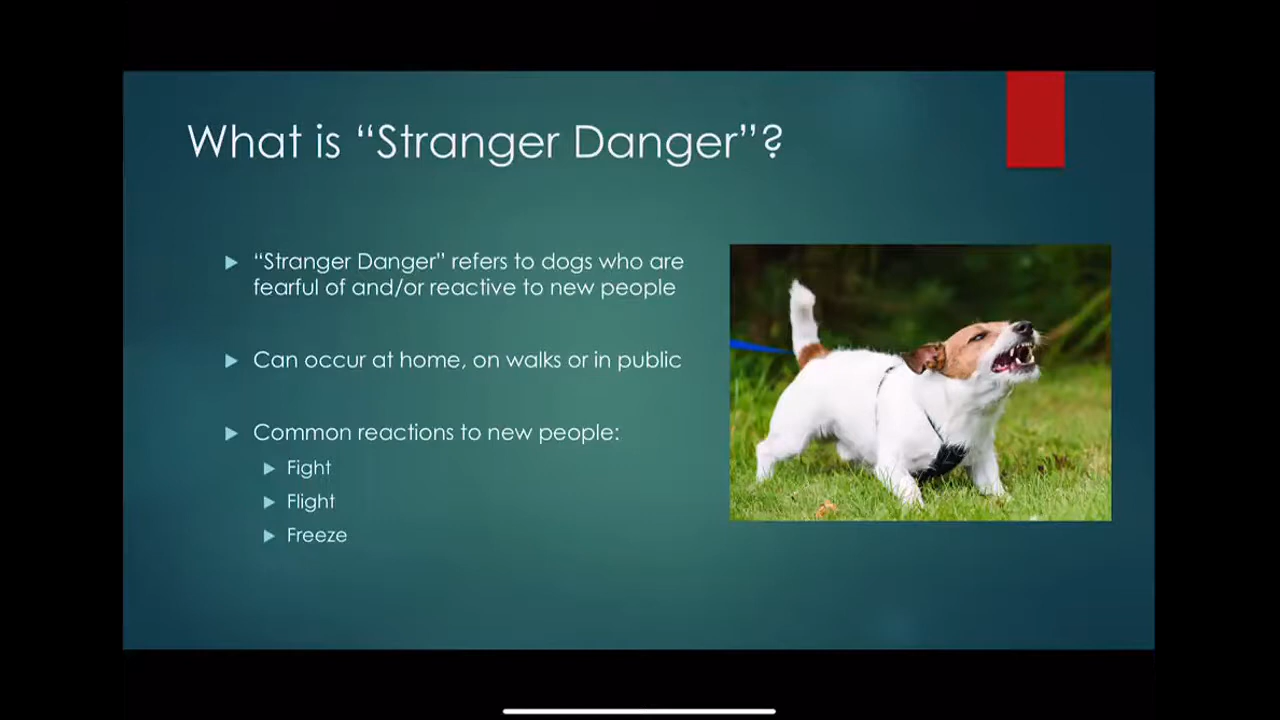 What is “Stranger Danger”?
“Stranger Danger” refers to dogs who are
fearful of and/or reactive to new people
Can occur at home, on walks or in public
Common reactions to new people:
Fight
Flight
Freeze